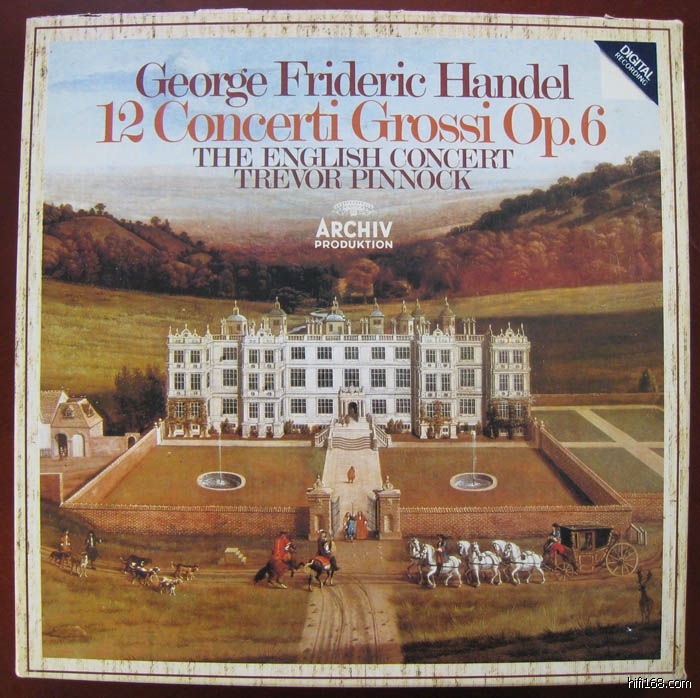 DIGITAL
RECORDING
George Frideric Handel
12 Concerti Grossi Op.6
THE ENGLISH CONCERT
TREVOR PINNOCK
ARCHIV
PRODUKTION
hifi168.com